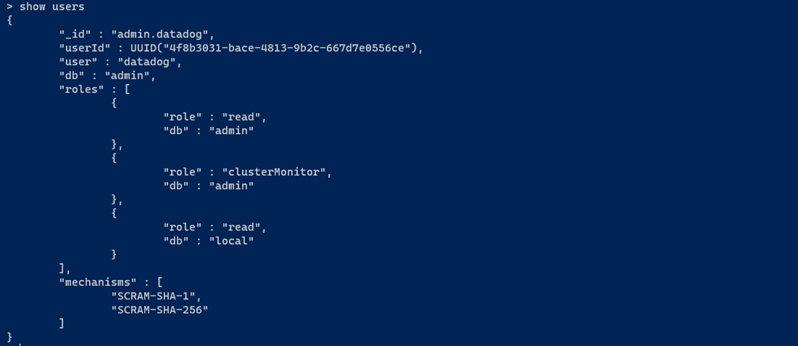 > show users
{
        "_id" : "admin.datadog",
        "userId" : UUID("4f8b3031-bace-4813-9b2c-667d7e0556ce"),
        "user" : "datadog",
        "db" : "admin",
        "roles" : [
                {
                        "role" : "read",
                        "db" : "admin"
                },
                {
                        "role" : "clusterMonitor",
                        "db" : "admin"
                },
                {
                        "role" : "read",
                        "db" : "local"
                }
        ],
        "mechanisms" : [
                "SCRAM-SHA-1",
                "SCRAM-SHA-256"
        ]
}